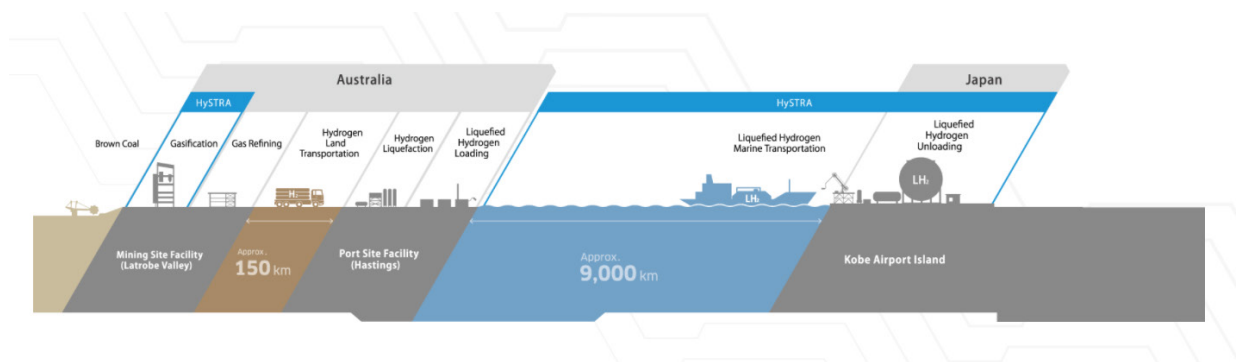 Australia
Japan
HySTRA
HySTRA
Brown Coal
Gasification
Gas Refining
Hydrogen
Land
Transportation
Hydrogen
Liquefaction
Liquefied
Hydrogen
Loading
Liquefied Hydrogen
Marine Transportation
Liquefied
Hydrogen
Unloading
H₂
LH₂
LH₂
Mining Site Facility
(Latrobe Valley)
Approx.
150 km
Port Site Facility
(Hastings)
Approx.
9,000 km
Kobe Airport Island